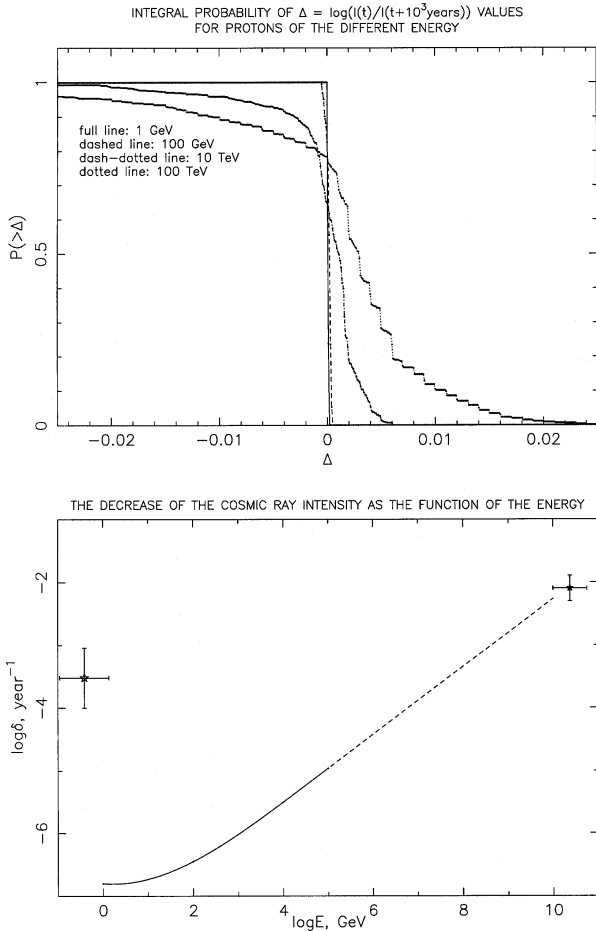 INTEGRAL PROBABILITY OF Δ = log(I(t)/I(t+10³years)) VALUES
FOR PROTONS OF THE DIFFERENT ENERGY
1
full line: 1 GeV
dashed line: 100 GeV
dash-dotted line: 10 TeV
dotted line: 100 TeV
P(>Δ)
0.5
0
−0.02 −0.01 0 0.01 0.02
Δ
THE DECREASE OF THE COSMIC RAY INTENSITY AS THE FUNCTION OF THE ENERGY
−2
logδ, year⁻¹
−4
−6
0 2 4 6 8 10
logE, GeV